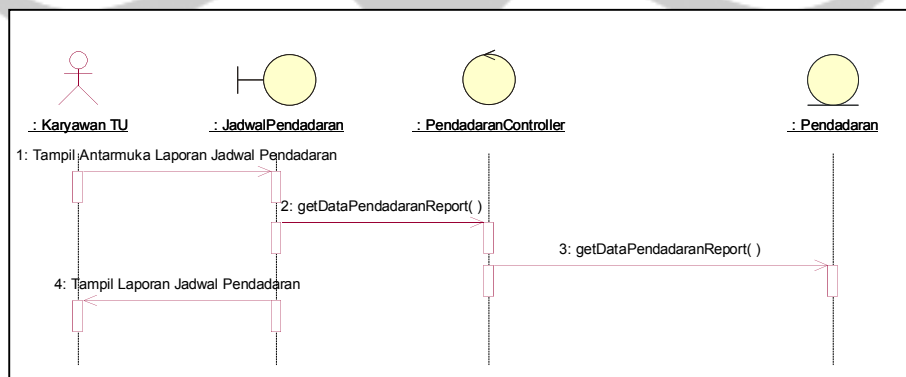 : Karyawan TU
: JadwalPendadaran
: PendadaranController
: Pendadaran
1: Tampil Antarmuka Laporan Jadwal Pendadaran
2: getDataPendadaranReport( )
3: getDataPendadaranReport( )
4: Tampil Laporan Jadwal Pendadaran